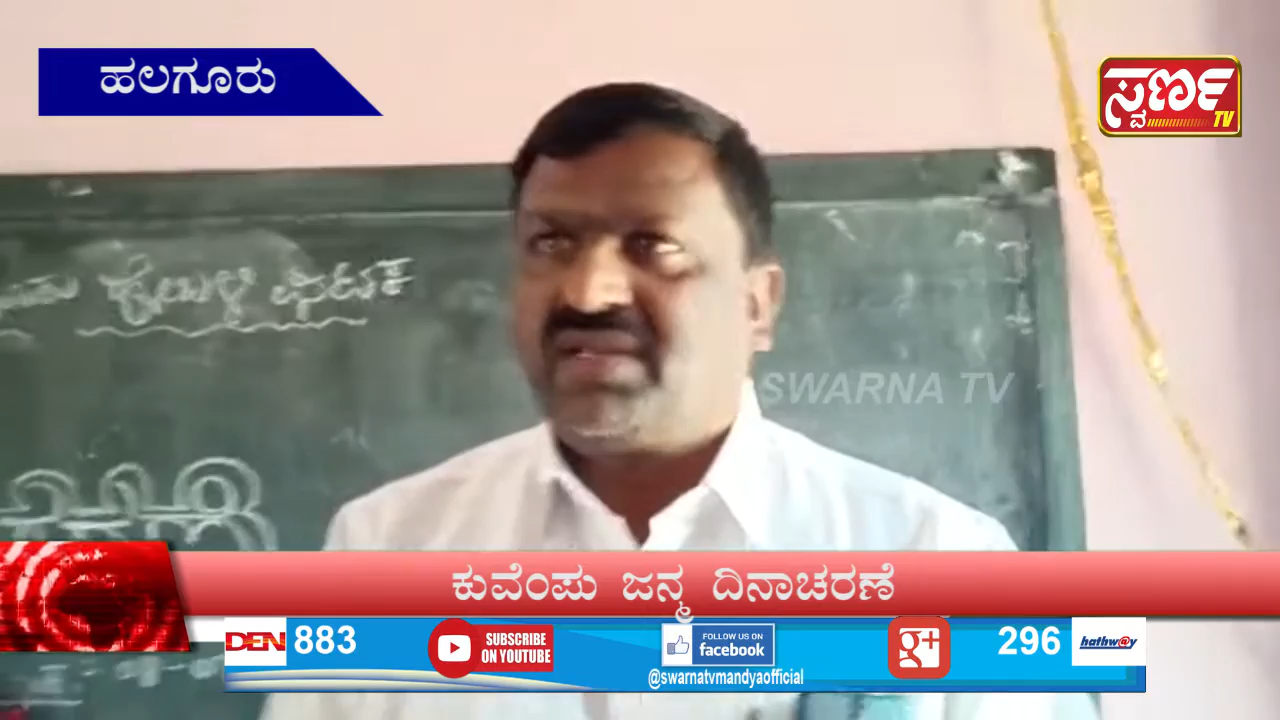 ಹಲಗೂರು
ಸ್ವರ್ಣ
TV
ಘಟಕ
SWARNA TV
ಕುವೆಂಪು ಜನ್ಮ ದಿನಾಚರಣೆ
DEN 883
SUBSCRIBE
ON YOUTUBE
FOLLOW US ON
facebook
@swarnatvmandyaofficial
g+
296 hathway